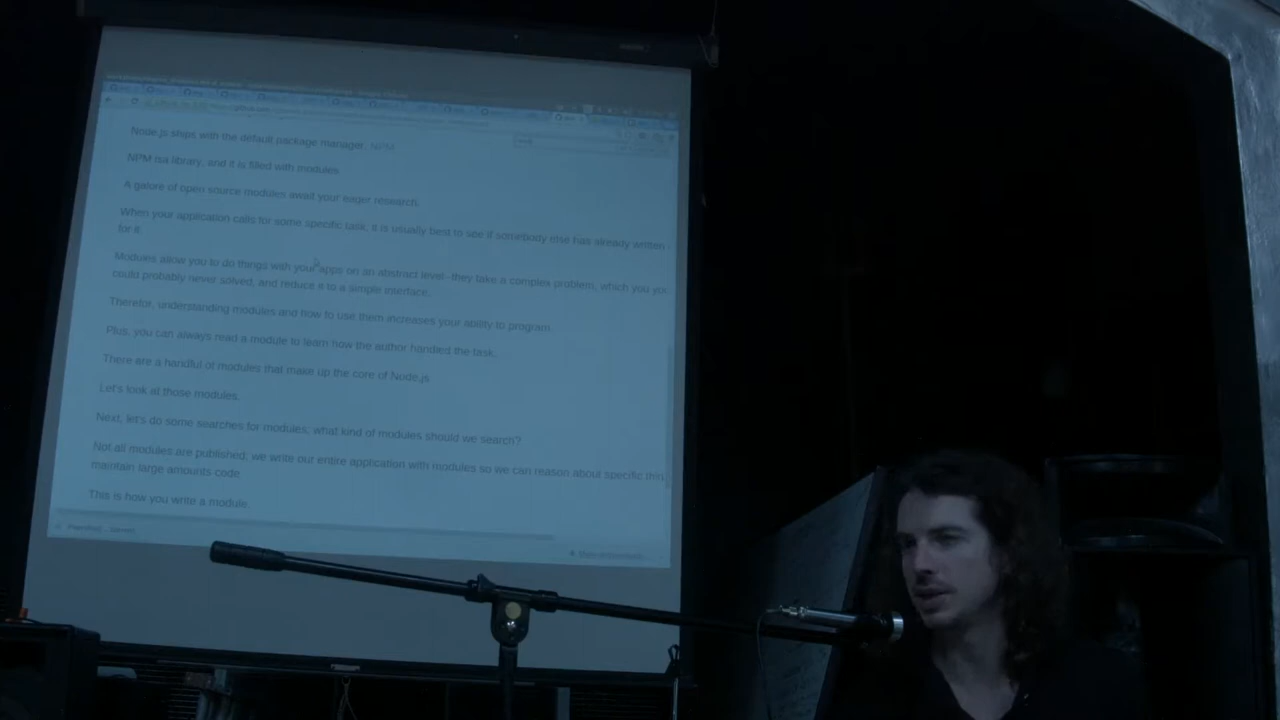 Node.js ships with the default package manager, NPM
NPM isa library, and it is filled with modules.
A galore of open source modules await your eager research.
When your application calls for some specific task, it is usually best to see if somebody else has already written
for it.
Modules allow you to do things with your apps on an abstract level--they take a complex problem, which you you
could probably never solved, and reduce it to a simple interface.
Therefor, understanding modules and how to use them increases your ability to program.
Plus, you can always read a module to learn how the author handled the task.
There are a handful of modules that make up the core of Node.js
Let's look at those modules.
Next, let's do some searches for modules; what kind of modules should we search?
Not all modules are published; we write our entire application with modules so we can reason about specific
maintain large amounts code
This is how you write a module.